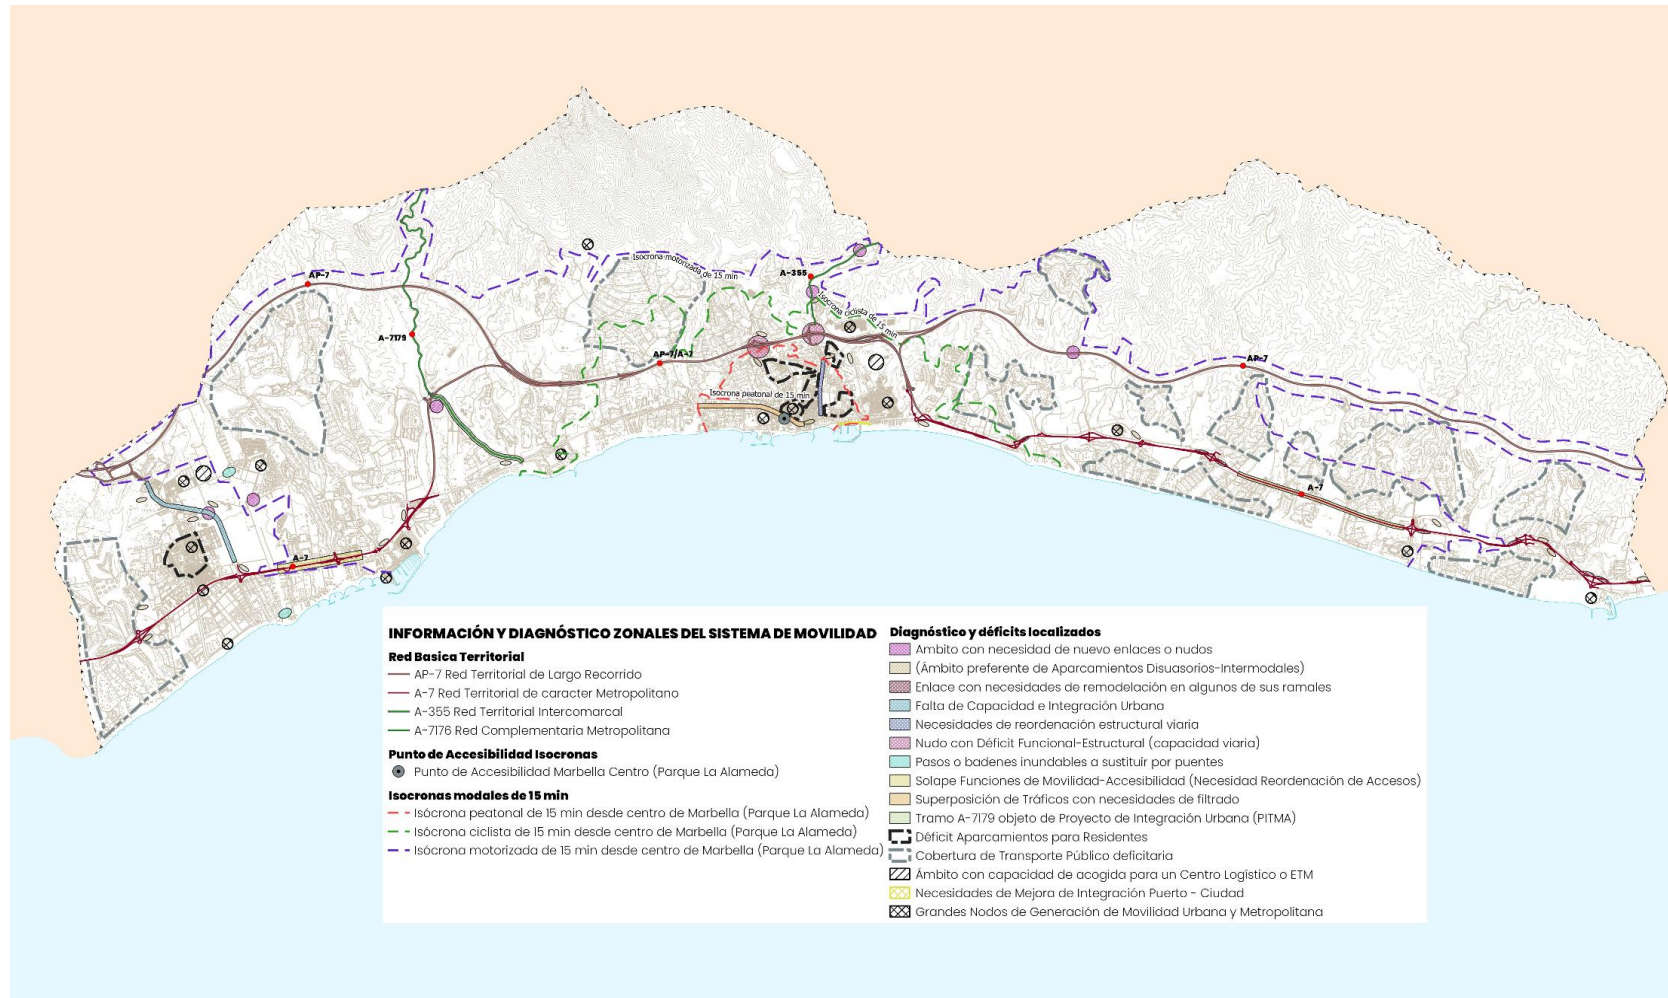 AP-7
A-7179
Isocrona motorizada de 15 min
A-355
Isocrona ciclista de 15 min
AP-7/A-7
Isocrona peatonal de 15 min
AP-7
A-7
A-7
INFORMACIÓN Y DIAGNÓSTICO ZONALES DEL SISTEMA DE MOVILIDAD
Red Basica Territorial
AP-7 Red Territorial de Largo Recorrido
A-7 Red Territorial de caracter Metropolitano
A-355 Red Territorial Intercomarcal
A-7176 Red Complementaria Metropolitana
Punto de Accesibilidad Isocronas
Punto de Accesibilidad Marbella Centro (Parque La Alameda)
Isocronas modales de 15 min
Isócrona peatonal de 15 min desde centro de Marbella (Parque La Alameda)
Isócrona ciclista de 15 min desde centro de Marbella (Parque La Alameda)
Isócrona motorizada de 15 min desde centro de Marbella (Parque La Alameda)
Diagnóstico y déficits localizados
Ambito con necesidad de nuevo enlaces o nudos
(Ámbito preferente de Aparcamientos Disuasorios-Intermodales)
Enlace con necesidades de remodelación en algunos de sus ramales
Falta de Capacidad e Integración Urbana
Necesidades de reordenación estructural viaria
Nudo con Déficit Funcional-Estructural (capacidad viaria)
Pasos o badenes inundables a sustituir por puentes
Solape Funciones de Movilidad-Accesibilidad (Necesidad Reordenación de Accesos)
Superposición de Tráficos con necesidades de filtrado
Tramo A-7179 objeto de Proyecto de Integración Urbana (PITMA)
Déficit Aparcamientos para Residentes
Cobertura de Transporte Público deficitaria
Ámbito con capacidad de acogida para un Centro Logístico o ETM
Necesidades de Mejora de Integración Puerto - Ciudad
Grandes Nodos de Generación de Movilidad Urbana y Metropolitana